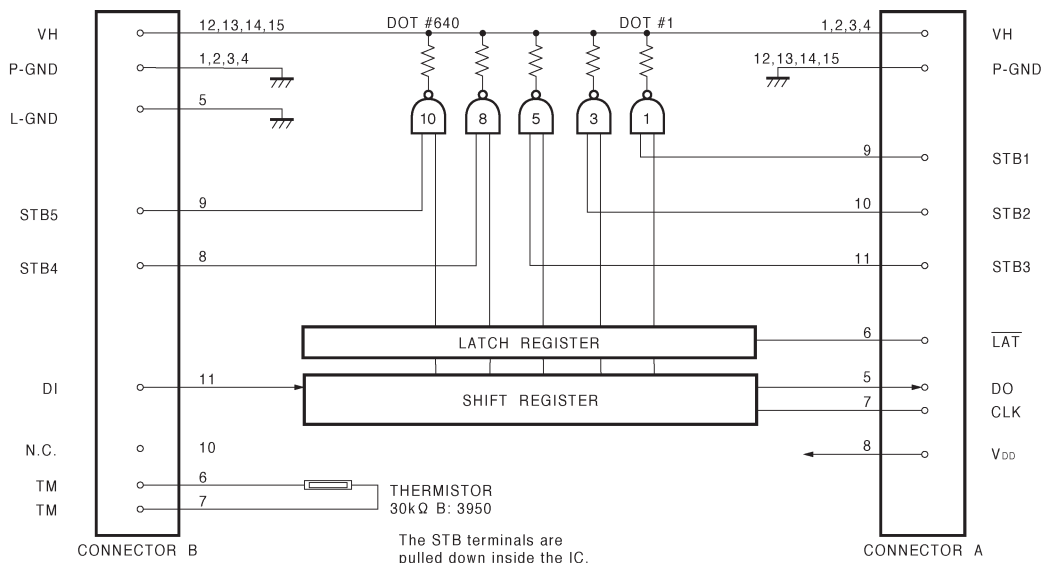 DOT #640 DOT #1
VH 12,13,14,15 1,2,3,4 VH
P-GND 1,2,3,4 12,13,14,15 P-GND
L-GND 5
10 8 5 3 1
9 STB1
STB5 9 10 STB2
STB4 8 11 STB3
LATCH REGISTER 6 LAT
DI 11 SHIFT REGISTER 5 DO
7 CLK
N.C. 10 8 VDD
TM 6 THERMISTOR
TM 7 30kΩ B: 3950
The STB terminals are
pulled down inside the IC.
CONNECTOR B CONNECTOR A